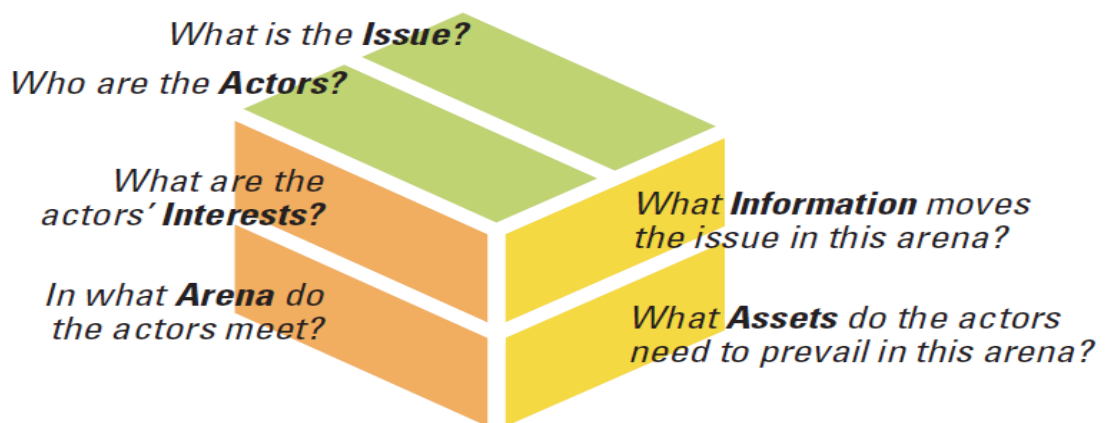 What is the Issue?
Who are the Actors?
What are the
actors' Interests?
In what Arena do
the actors meet?
What Information moves
the issue in this arena?
What Assets do the actors
need to prevail in this arena?